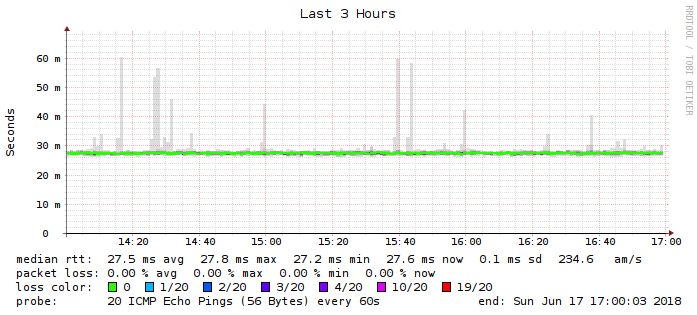 Last 3 Hours
RRDTOOL / TOBI OETIKER
Seconds
60 m
50 m
40 m
30 m
20 m
10 m
0
14:20 14:40 15:00 15:20 15:40 16:00 16:20 16:40 17:00
median rtt: 27.5 ms avg 27.8 ms max 27.2 ms min 27.6 ms now 0.1 ms sd 234.6 am/s
packet loss: 0.00 % avg 0.00 % max 0.00 % min 0.00 % now
loss color: 0 1/20 2/20 3/20 4/20 10/20 19/20
probe: 20 ICMP Echo Pings (56 Bytes) every 60s end: Sun Jun 17 17:00:03 2018